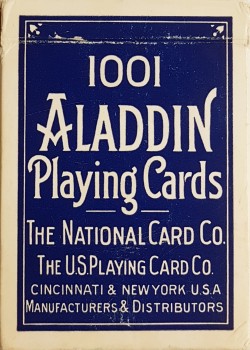 1001
ALADDIN
Playing Cards
THE NATIONAL CARD CO.
THE U.S. PLAYING CARD CO.
CINCINNATI & NEW YORK U.S.A
MANUFACTURERS & DISTRIBUTORS